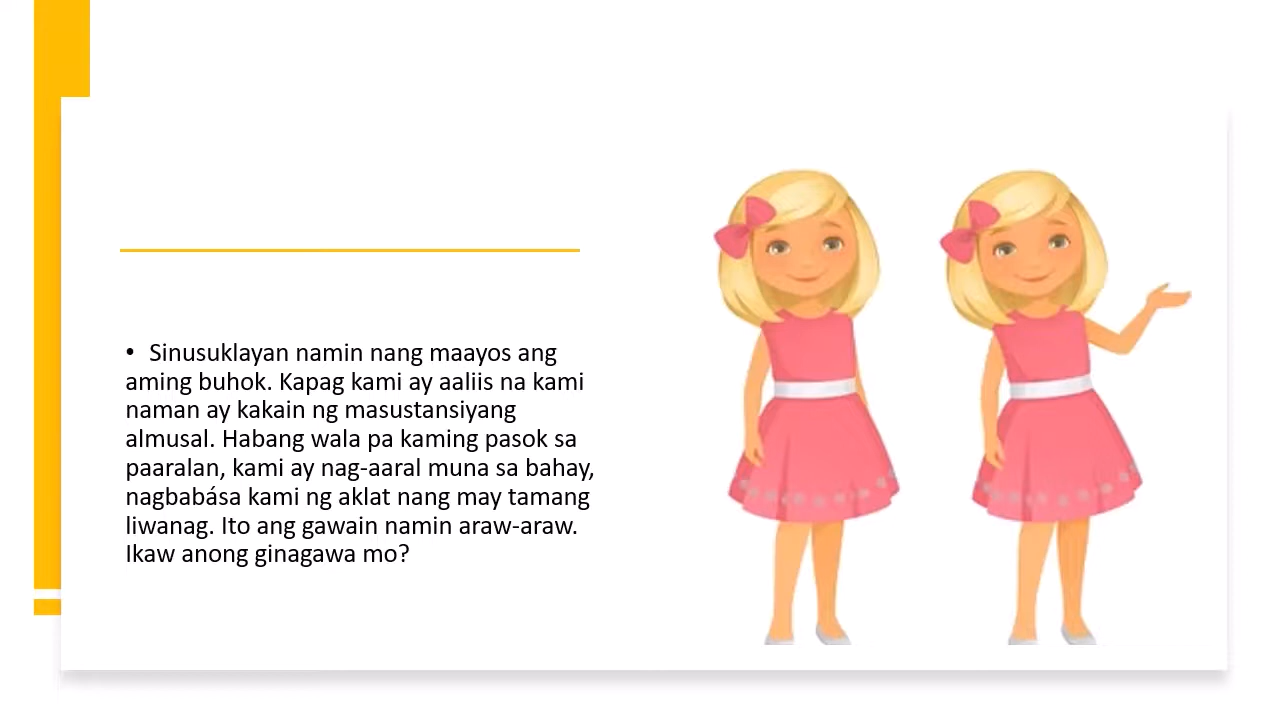 • Sinusuklayan namin nang maayos ang
aming buhok. Kapag kami ay aaliis na kami
naman ay kakain ng masustansiyang
almusal. Habang wala pa kaming pasok sa
paaralan, kami ay nag-aaral muna sa bahay,
nagbabása kami ng aklat nang may tamang
liwanag. Ito ang gawain namin araw-araw.
Ikaw anong ginagawa mo?